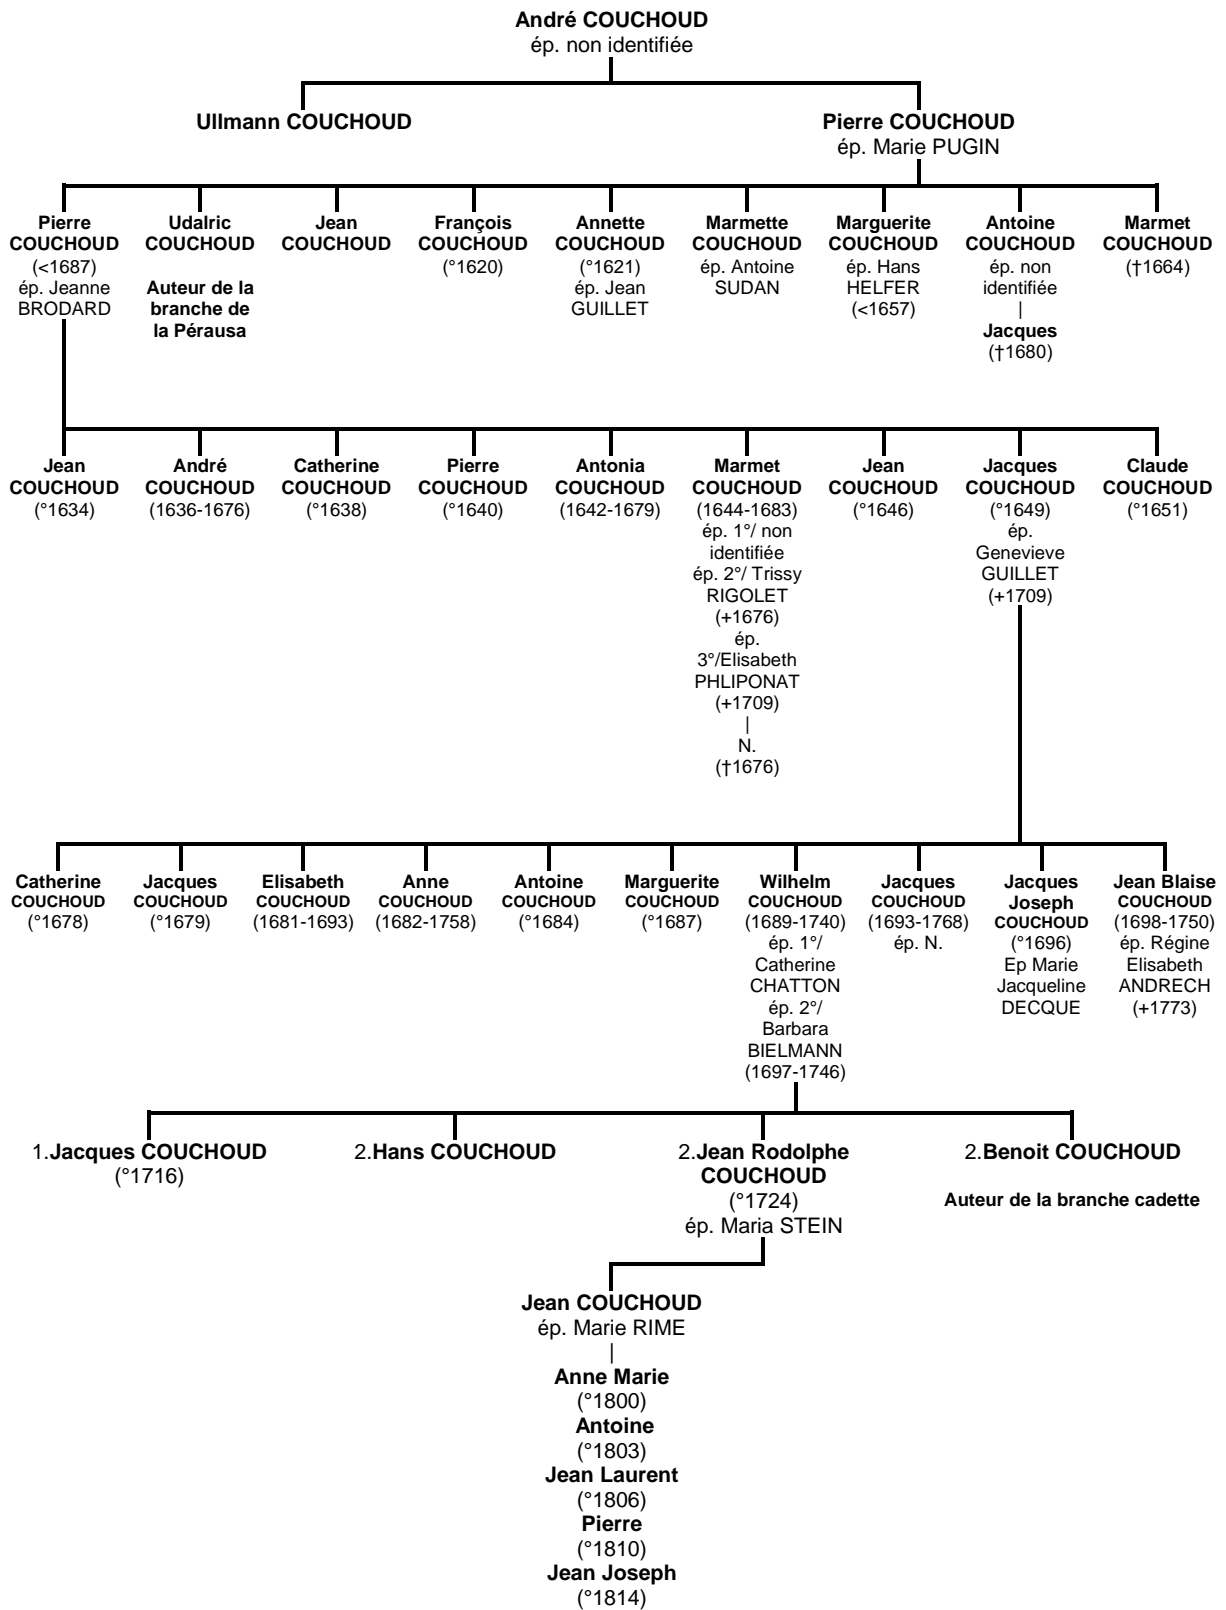 André COUCHOUD
ép. non identifiée
Ullmann COUCHOUD
Pierre COUCHOUD
ép. Marie PUGIN
Pierre
COUCHOUD
(<1687)
ép. Jeanne
BRODARD
Udalric
COUCHOUD
Auteur de la
branche de
la Pérausa
Jean
COUCHOUD
François
COUCHOUD
(°1620)
Annette
COUCHOUD
(°1621)
ép. Jean
GUILLET
Marmette
COUCHOUD
ép. Antoine
SUDAN
Marguerite
COUCHOUD
ép. Hans
HELFER
(<1657)
Antoine
COUCHOUD
ép. non
identifiée
|
Jacques
(†1680)
Marmet
COUCHOUD
(†1664)
Jean
COUCHOUD
(°1634)
André
COUCHOUD
(1636-1676)
Catherine
COUCHOUD
(°1638)
Pierre
COUCHOUD
(°1640)
Antonia
COUCHOUD
(1642-1679)
Marmet
COUCHOUD
(1644-1683)
ép. 1°/ non
identifiée
ép. 2°/ Trissy
RIGOLET
(+1676)
ép.
3°/Elisabeth
PHLIPONAT
(+1709)
|
N.
(†1676)
Jean
COUCHOUD
(°1646)
Jacques
COUCHOUD
(°1649)
ép.
Genevieve
GUILLET
(+1709)
Claude
COUCHOUD
(°1651)
Catherine
COUCHOUD
(°1678)
Jacques
COUCHOUD
(°1679)
Elisabeth
COUCHOUD
(1681-1693)
Anne
COUCHOUD
(1682-1758)
Antoine
COUCHOUD
(°1684)
Marguerite
COUCHOUD
(°1687)
Wilhelm
COUCHOUD
(1689-1740)
ép. 1°/
Catherine
CHATTON
ép. 2°/
Barbara
BIELMANN
(1697-1746)
Jacques
COUCHOUD
(1693-1768)
ép. N.
Jacques
Joseph
COUCHOUD
(°1696)
Ep Marie
Jacqueline
DECQUE
Jean Blaise
COUCHOUD
(1698-1750)
ép. Régine
Elisabeth
ANDRECH
(+1773)
1.Jacques COUCHOUD
(°1716)
2.Hans COUCHOUD
2.Jean Rodolphe
COUCHOUD
(°1724)
ép. Maria STEIN
2.Benoit COUCHOUD
Auteur de la branche cadette
Jean COUCHOUD
ép. Marie RIME
|
Anne Marie
(°1800)
Antoine
(°1803)
Jean Laurent
(°1806)
Pierre
(°1810)
Jean Joseph
(°1814)